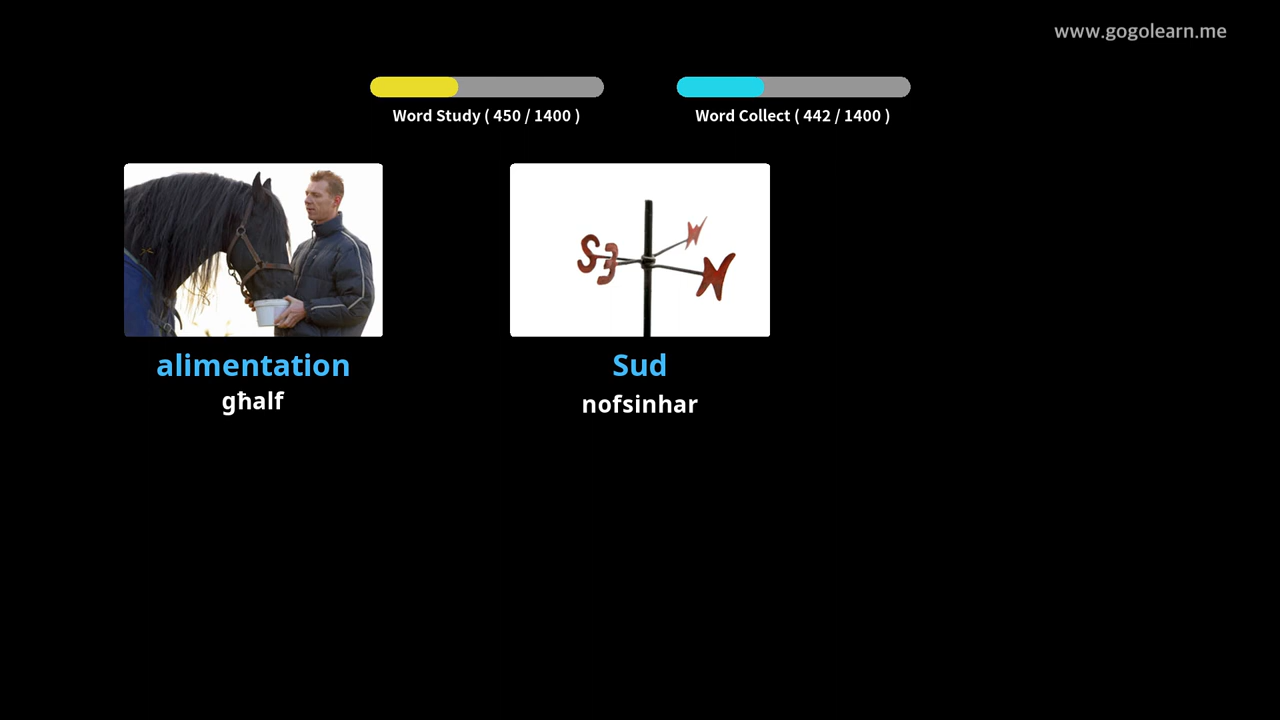 www.gogolearn.me
Word Study ( 450 / 1400 )
Word Collect ( 442 / 1400 )
S
E
W
N
alimentation
għalf
Sud
nofsinhar